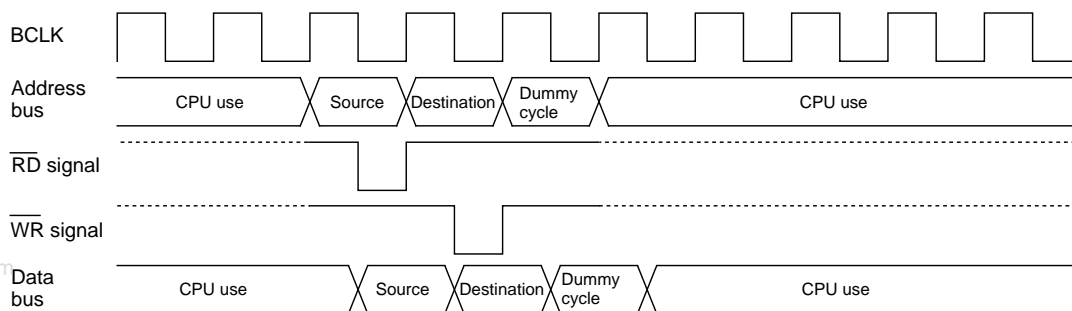 BCLK
Address
bus
CPU use
Source
Destination
Dummy
cycle
CPU use
RD signal
WR signal
m
Data
bus
CPU use
Source
Destination
Dummy
cycle
CPU use